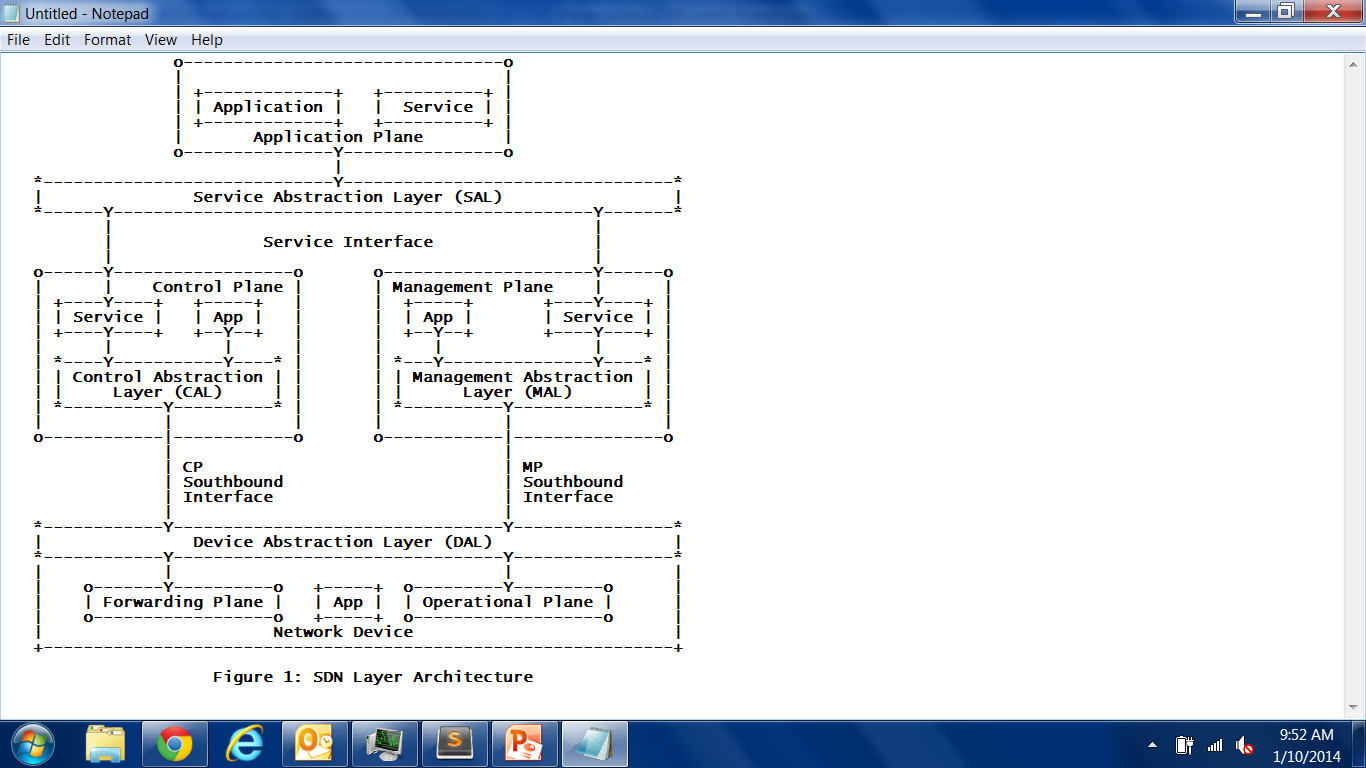 Untitled - Notepad
File Edit Format View Help
Application Service
Application Plane
Service Abstraction Layer (SAL)
Service Interface
Control Plane Management Plane
Service App App Service
Control Abstraction Management Abstraction
Layer (CAL) Layer (MAL)
CP MP
Southbound Southbound
Interface Interface
Device Abstraction Layer (DAL)
Forwarding Plane App Operational Plane
Network Device
Figure 1: SDN Layer Architecture
9:52 AM
1/10/2014